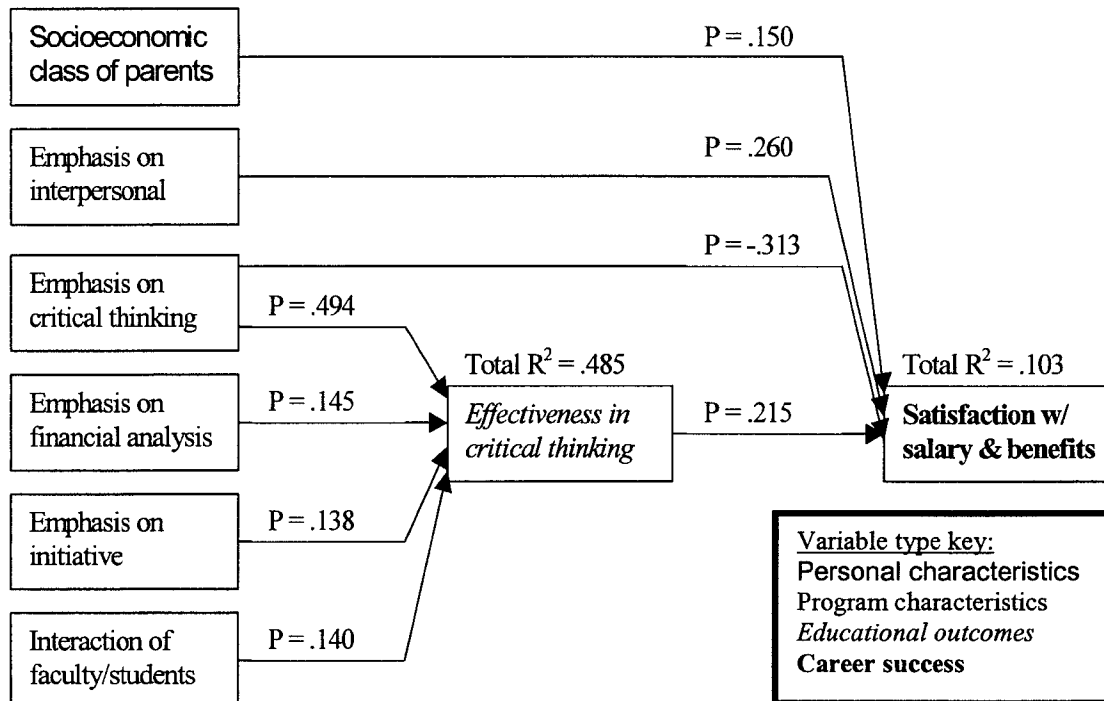 Socioeconomic
class of parents
P = .150
Emphasis on
interpersonal
P = .260
Emphasis on
critical thinking
P = -.313
P = .494
Emphasis on
financial analysis
P = .145
Total R² = .485
Effectiveness in
critical thinking
P = .215
Total R² = .103
Satisfaction w/
salary & benefits
Emphasis on
initiative
P = .138
Interaction of
faculty/students
P = .140
Variable type key:
Personal characteristics
Program characteristics
Educational outcomes
Career success